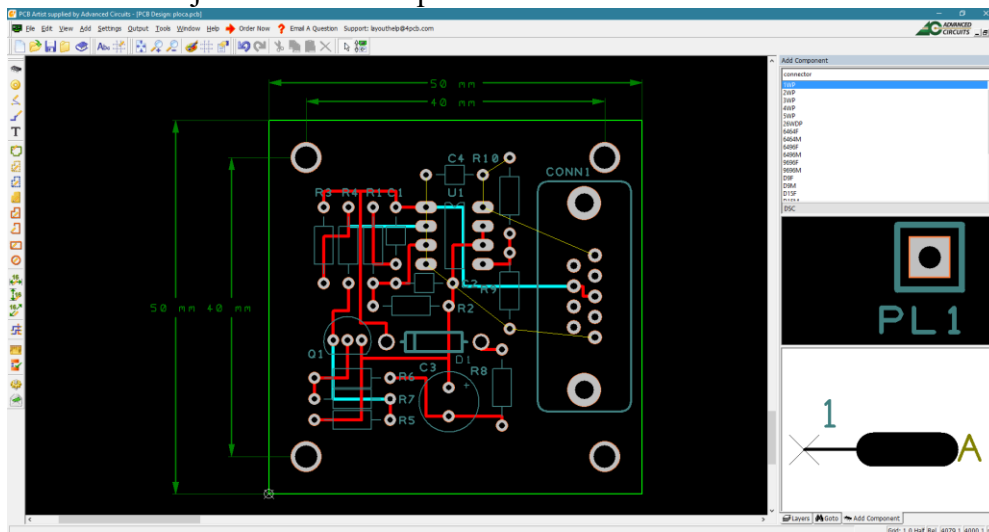 PCB Artist supplied by Advanced Circuits - [PCB Design: ploca.pcb]
File Edit View Add Settings Output Tools Window Help Order Now ? Email A Question Support: layouthelp@4pcb.com
ADVANCED CIRCUITS
Add Component
connector
1WP
2WP
3WP
4WP
5WP
26WDP
6464F
6464M
6496F
6496M
9696F
9696M
D9F
D9M
D15F
DSC
50 mm
40 mm
C4 R10
CONN1
R3 R4 R1 C1 U1
R9
50 mm 40 mm
R2
Q1
D1
C3 R8
R6
R7
R5
PL1
1
A
Layers Goto Add Component